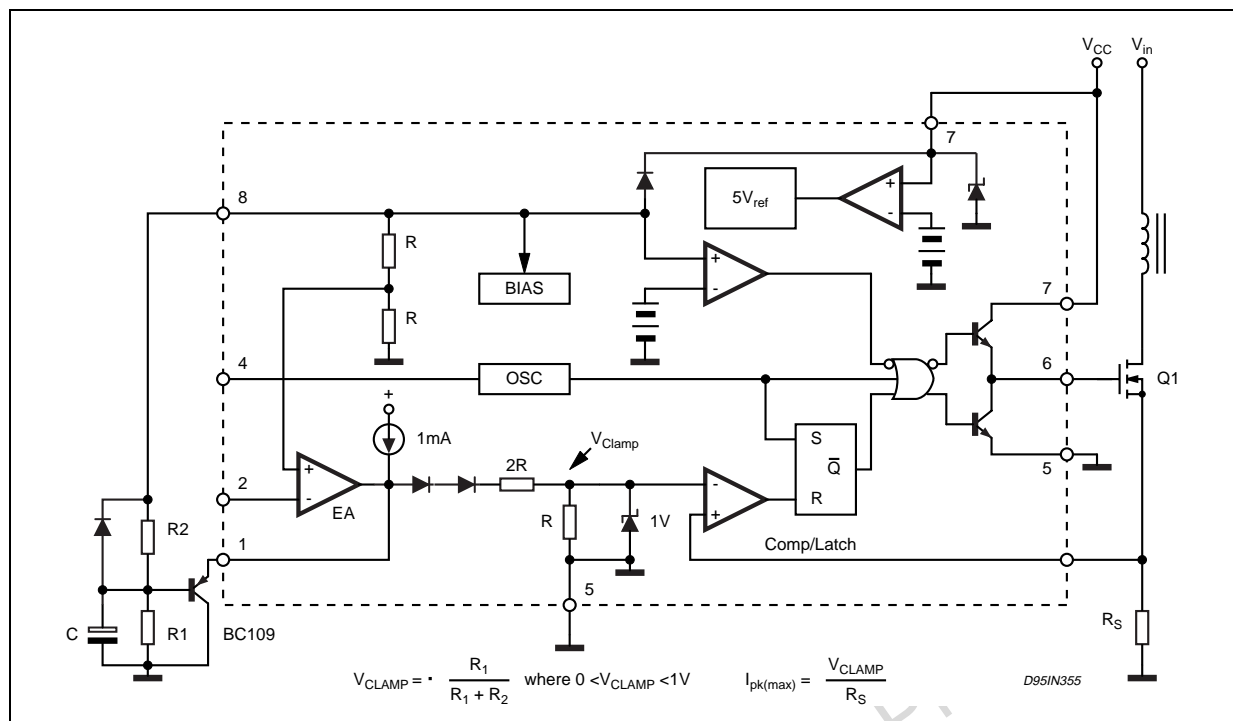 VCC Vin
7
8
5Vref
+
-
R
BIAS
+
-
R
7
4
OSC
6
Q1
+
1mA
VClamp
S
Q̅
R
2R
5
2
+
-
EA
R
1V
-
+
Comp/Latch
R2
1
5
C
R1
BC109
RS
VCLAMP = · R1 / (R1 + R2) where 0 <VCLAMP <1V Ipk(max) = VCLAMP / RS
D95IN355